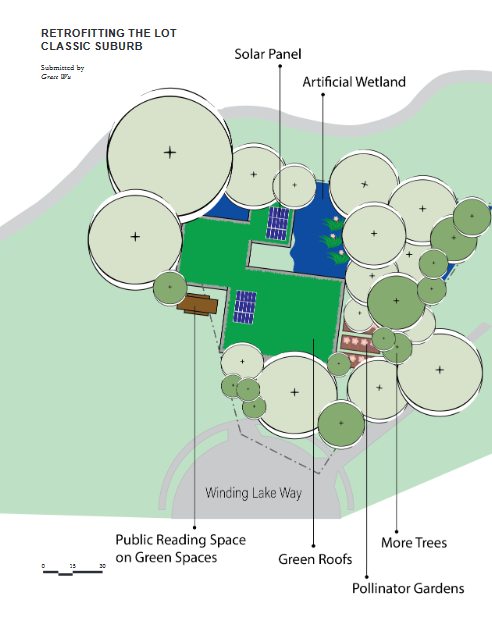 RETROFITTING THE LOT
CLASSIC SUBURB
Submitted by
Grace Wu
Solar Panel
Artificial Wetland
Winding Lake Way
Public Reading Space
on Green Spaces
Green Roofs
More Trees
Pollinator Gardens
0 15 30